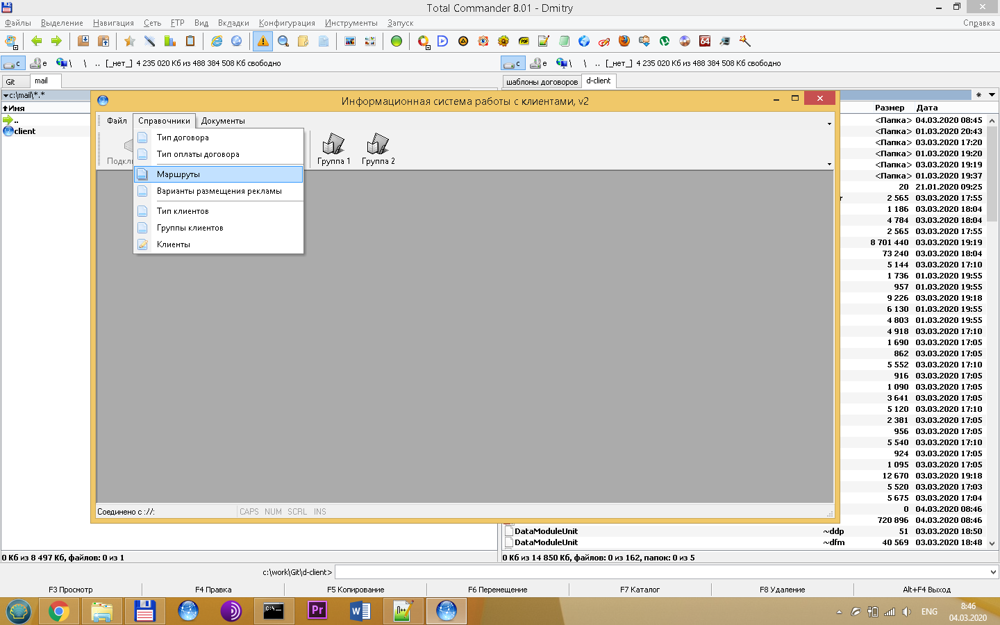 Total Commander 8.01 - Dmitry
Файлы Выделение Навигация Сеть FTP Вид Вкладки Конфигурация Инструменты Запуск Справка
PDF 64
c e \ \ .. [_нет_] 4 235 020 Кб из 488 384 508 Кб свободно
c e \ \ .. [_нет_] 4 235 020 Кб из 488 384 508 Кб свободно
Git mail
шаблоны договоров d-client
c:\mail\*.*
Имя
..
client
Размер Дата
<Папка> 04.03.2020 08:45
<Папка> 01.03.2020 20:43
<Папка> 03.03.2020 17:20
<Папка> 01.03.2020 19:20
<Папка> 03.03.2020 19:19
<Папка> 01.03.2020 19:37
20 21.01.2020 09:25
2 565 03.03.2020 17:55
1 186 03.03.2020 18:04
4 784 03.03.2020 18:04
2 565 03.03.2020 17:55
8 701 440 03.03.2020 19:19
73 240 03.03.2020 18:04
5 144 03.03.2020 17:10
1 736 01.03.2020 19:55
957 01.03.2020 19:55
9 226 03.03.2020 19:18
6 130 01.03.2020 19:55
4 803 01.03.2020 19:55
4 918 03.03.2020 17:10
1 690 03.03.2020 17:05
862 03.03.2020 17:05
5 552 03.03.2020 17:10
916 03.03.2020 17:05
1 090 03.03.2020 17:05
3 641 03.03.2020 17:05
5 120 03.03.2020 17:10
2 381 03.03.2020 17:05
956 03.03.2020 17:05
5 540 03.03.2020 17:10
924 03.03.2020 17:05
1 095 03.03.2020 17:05
12 670 03.03.2020 19:18
5 520 03.03.2020 17:03
5 675 03.03.2020 17:04
0 04.03.2020 08:46
720 896 04.03.2020 08:46
DataModuleUnit ~ddp 51 03.03.2020 18:50
DataModuleUnit ~dfm 40 569 03.03.2020 18:48
Информационная система работы с клиентами, v2
Файл Справочники Документы
Тип договора
Тип оплаты договора
Маршруты
Варианты размещения рекламы
Тип клиентов
Группы клиентов
Клиенты
Группа 1 Группа 2
Соединено с ://: CAPS NUM SCRL INS
0 Кб из 8 497 Кб, файлов: 0 из 1
0 Кб из 14 850 Кб, файлов: 0 из 162, папок: 0 из 5
c:\work\Git\d-client>
F3 Просмотр F4 Правка F5 Копирование F6 Перемещение F7 Каталог F8 Удаление Alt+F4 Выход
C:\. Pr W ENG 8:46
04.03.2020